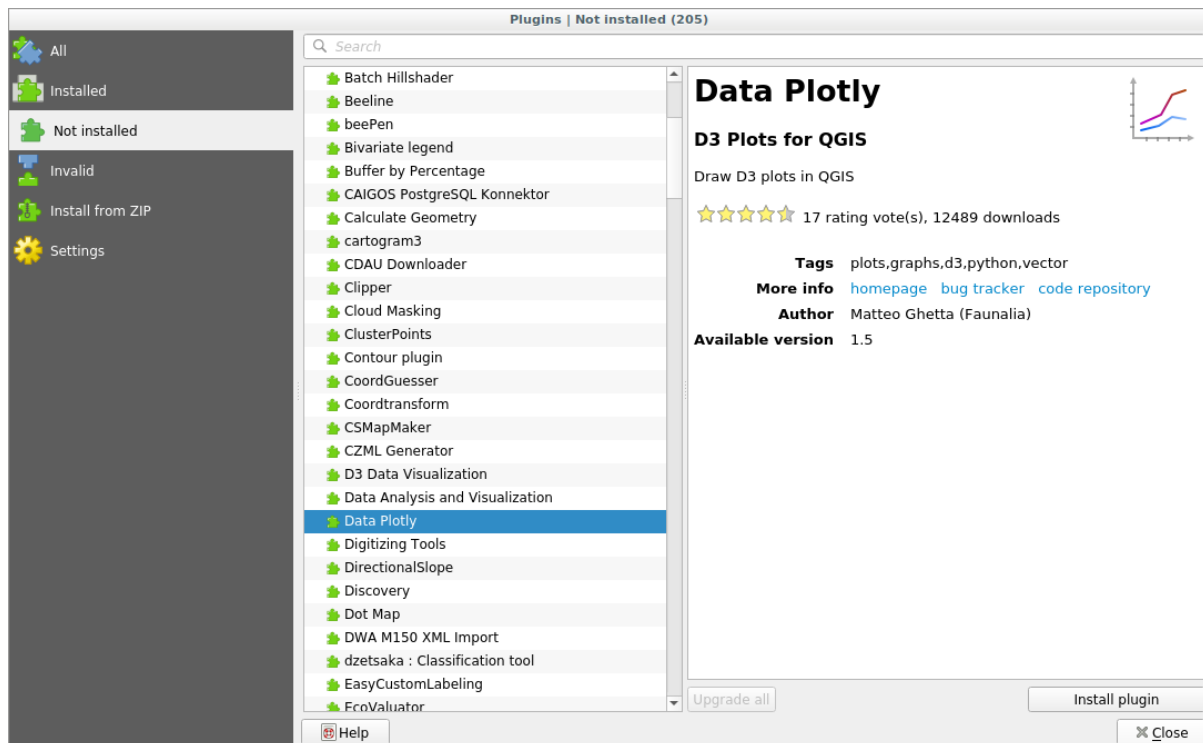 Plugins | Not installed (205)
All
Installed
Not installed
Invalid
Install from ZIP
Settings
Search
Batch Hillshader
Beeline
beePen
Bivariate legend
Buffer by Percentage
CAIGOS PostgreSQL Konnektor
Calculate Geometry
cartogram3
CDAU Downloader
Clipper
Cloud Masking
ClusterPoints
Contour plugin
CoordGuesser
Coordtransform
CSMapMaker
CZML Generator
D3 Data Visualization
Data Analysis and Visualization
Data Plotly
Digitizing Tools
DirectionalSlope
Discovery
Dot Map
DWA M150 XML Import
dzetsaka : Classification tool
EasyCustomLabeling
EcoValuator
Data Plotly
D3 Plots for QGIS
Draw D3 plots in QGIS
17 rating vote(s), 12489 downloads
Tags plots,graphs,d3,python,vector
More info homepage bug tracker code repository
Author Matteo Ghetta (Faunalia)
Available version 1.5
Upgrade all
Install plugin
Help
Close